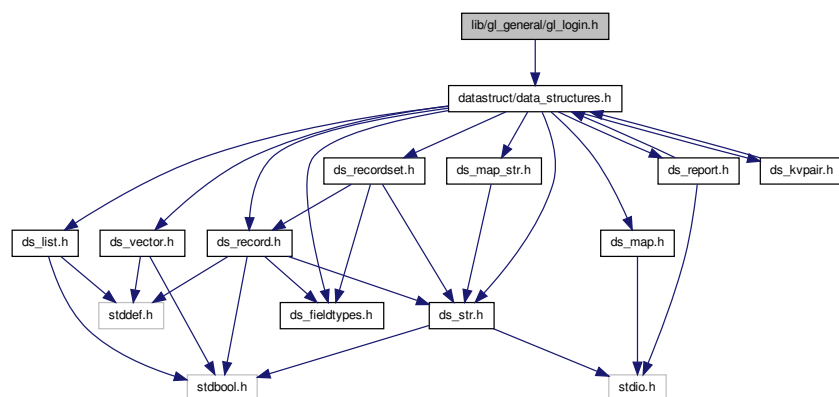 lib/gl_general/gl_login.h
datastruct/data_structures.h
ds_recordset.h
ds_map_str.h
ds_report.h
ds_kvpair.h
ds_list.h
ds_vector.h
ds_record.h
ds_map.h
stddef.h
ds_fieldtypes.h
ds_str.h
stdbool.h
stdio.h